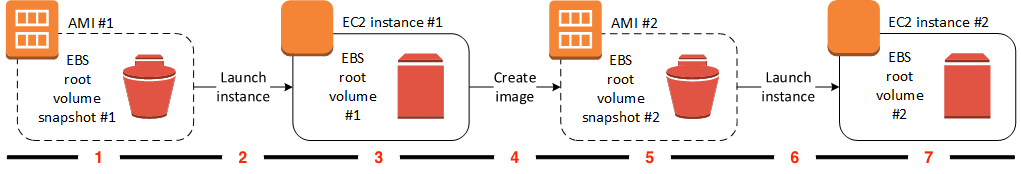 AMI #1
EBS
root
volume
snapshot #1
Launch
instance
EC2 instance #1
EBS
root
volume
#1
Create
image
AMI #2
EBS
root
volume
snapshot #2
Launch
instance
EC2 instance #2
EBS
root
volume
#2
1 2 3 4 5 6 7